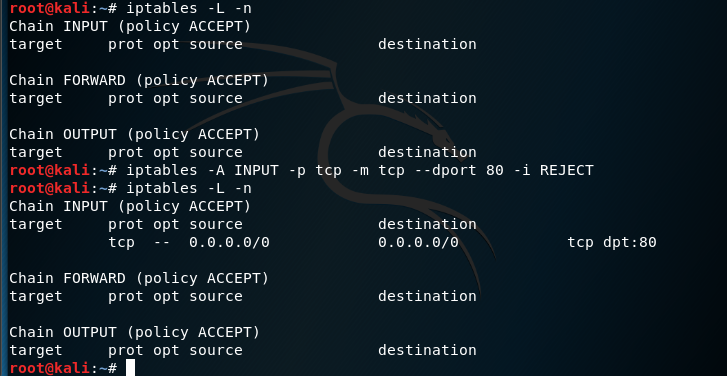 root@kali:~# iptables -L -n
Chain INPUT (policy ACCEPT)
target     prot opt source               destination

Chain FORWARD (policy ACCEPT)
target     prot opt source               destination

Chain OUTPUT (policy ACCEPT)
target     prot opt source               destination
root@kali:~# iptables -A INPUT -p tcp -m tcp --dport 80 -i REJECT
root@kali:~# iptables -L -n
Chain INPUT (policy ACCEPT)
target     prot opt source               destination
           tcp  --  0.0.0.0/0            0.0.0.0/0            tcp dpt:80

Chain FORWARD (policy ACCEPT)
target     prot opt source               destination

Chain OUTPUT (policy ACCEPT)
target     prot opt source               destination
root@kali:~#